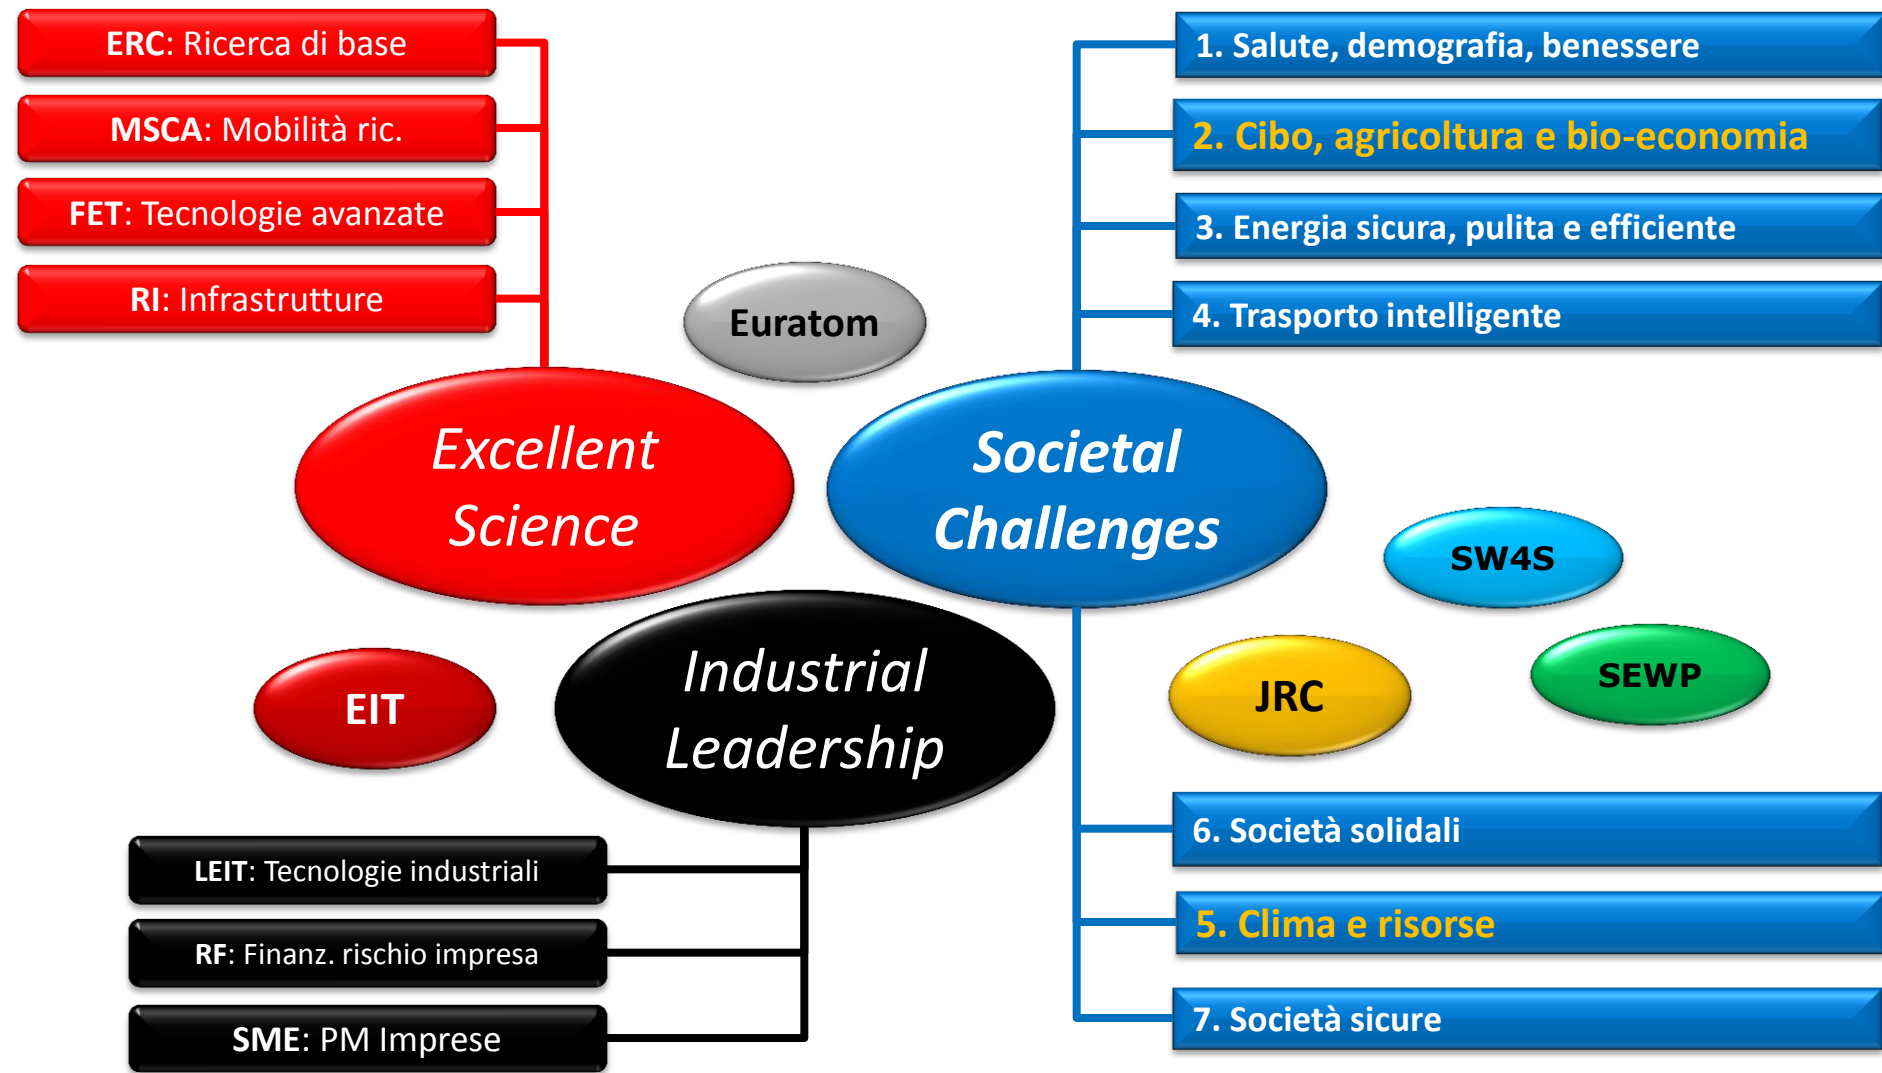 ERC: Ricerca di base
MSCA: Mobilità ric.
FET: Tecnologie avanzate
RI: Infrastrutture
1. Salute, demografia, benessere
2. Cibo, agricoltura e bio-economia
3. Energia sicura, pulita e efficiente
4. Trasporto intelligente
Euratom
Excellent
Science
Societal
Challenges
SW4S
SEWP
JRC
EIT
Industrial
Leadership
LEIT: Tecnologie industriali
RF: Finanz. rischio impresa
SME: PM Imprese
6. Società solidali
5. Clima e risorse
7. Società sicure